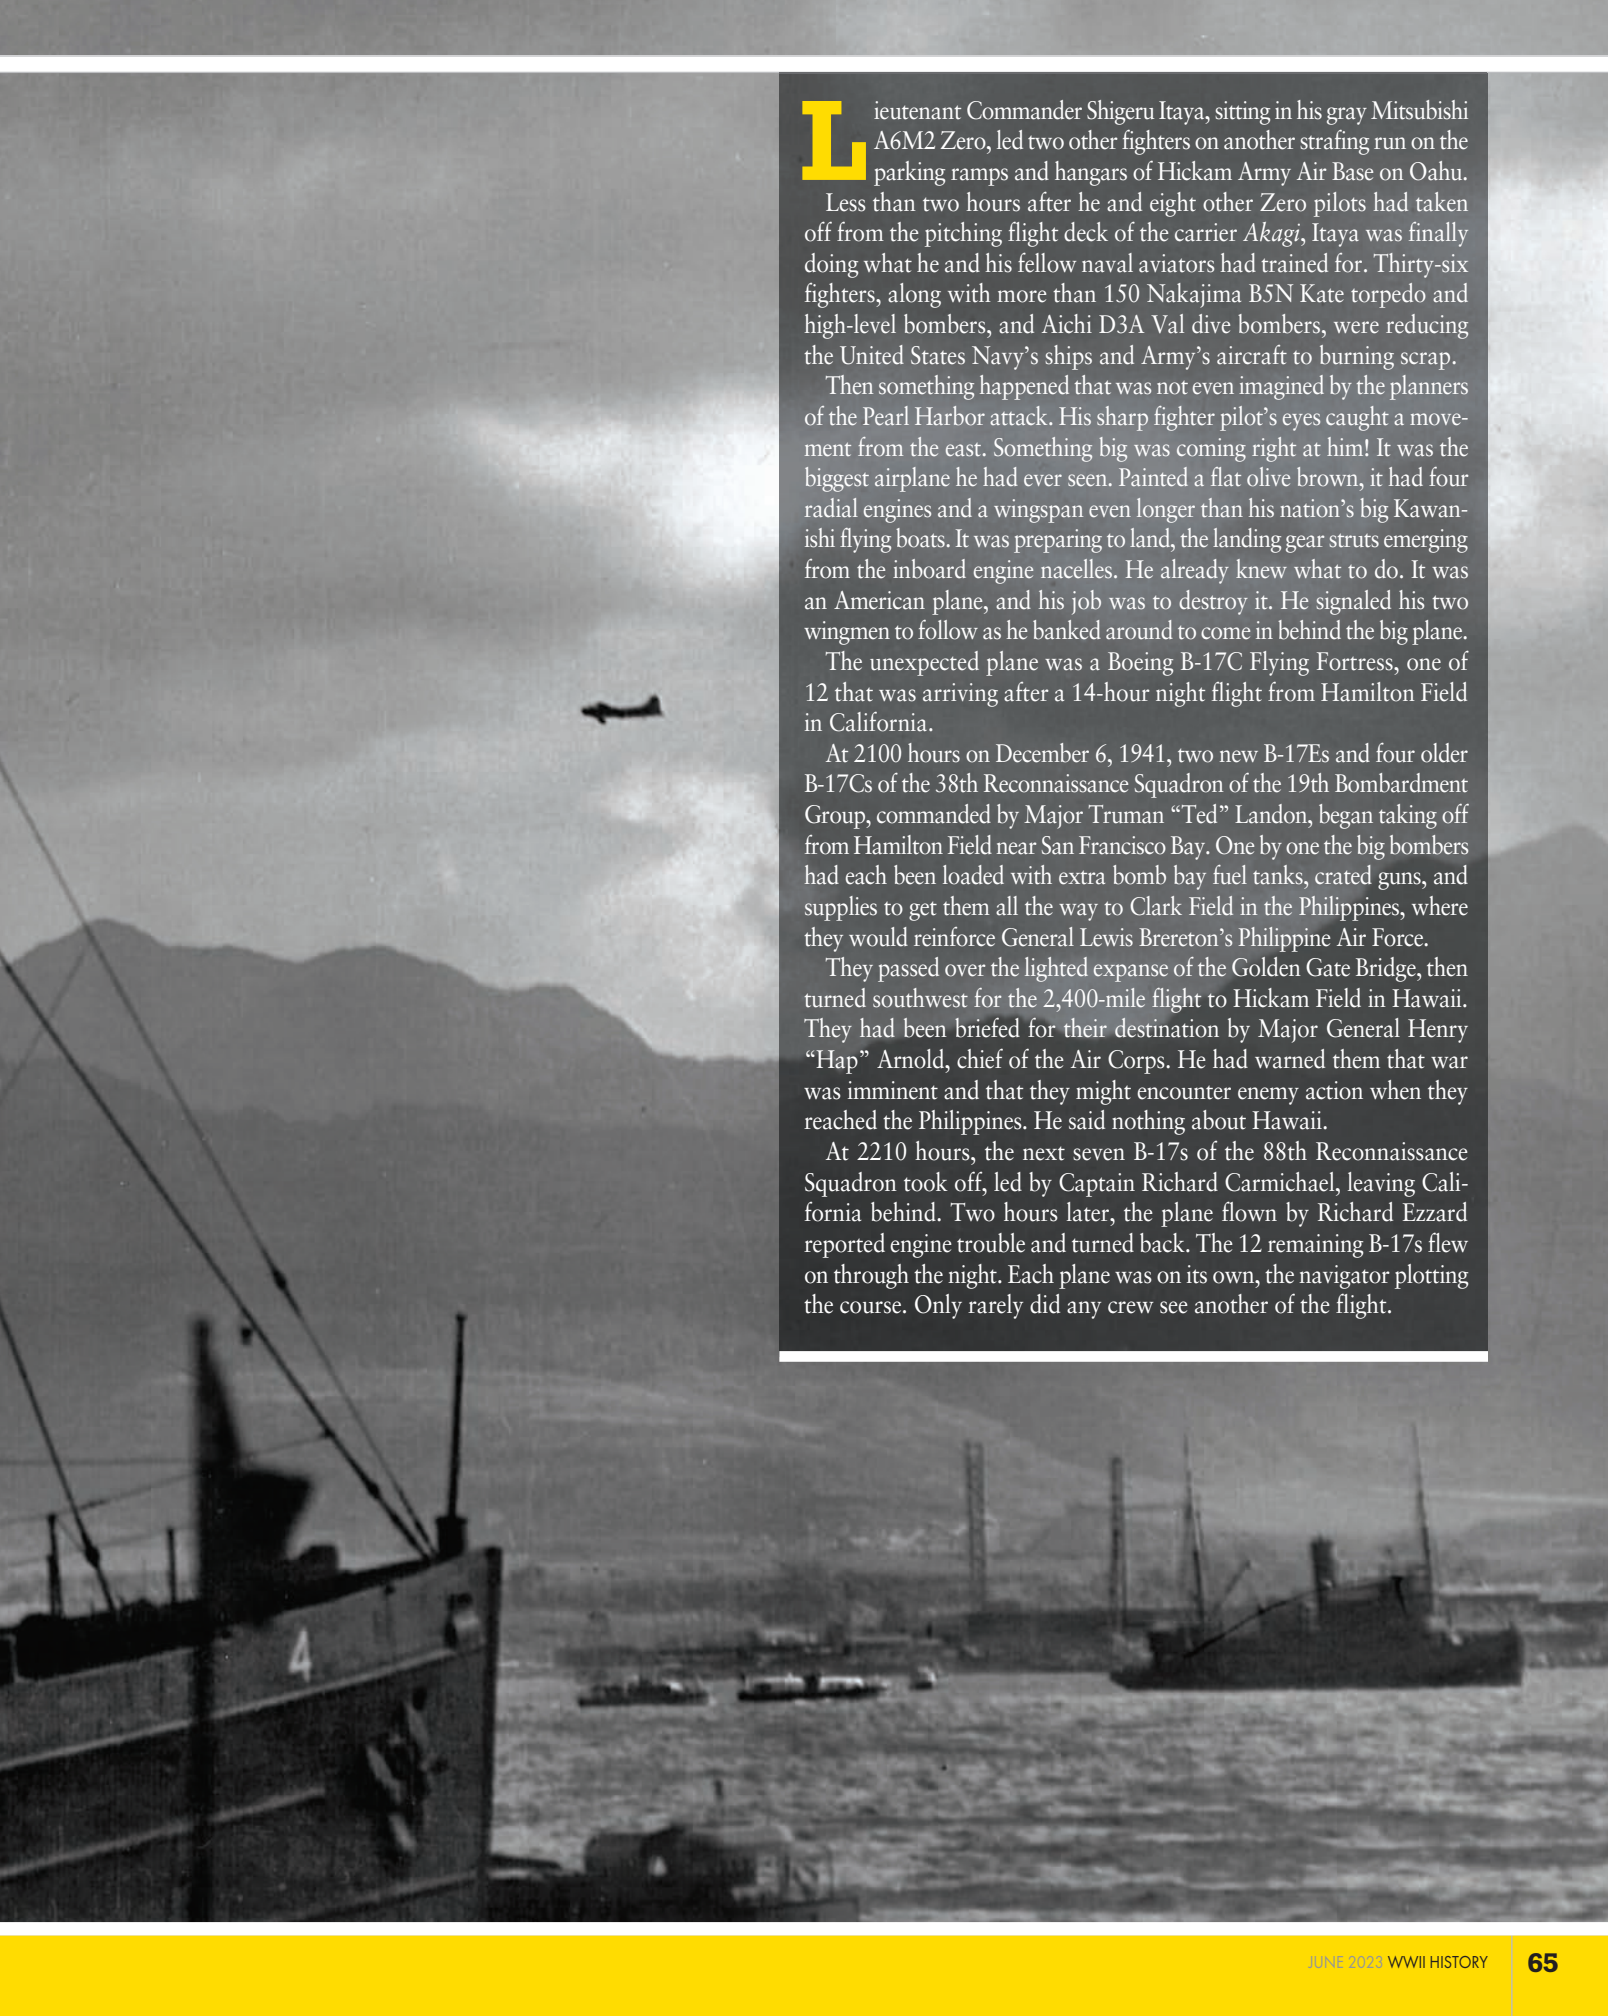 Lieutenant Commander Shigeru Itaya, sitting in his gray Mitsubishi
A6M2 Zero, led two other fighters on another strafing run on the
parking ramps and hangars of Hickam Army Air Base on Oahu.
Less than two hours after he and eight other Zero pilots had taken
off from the pitching flight deck of the carrier Akagi, Itaya was finally
doing what he and his fellow naval aviators had trained for. Thirty-six
fighters, along with more than 150 Nakajima B5N Kate torpedo and
high-level bombers, and Aichi D3A Val dive bombers, were reducing
the United States Navy’s ships and Army’s aircraft to burning scrap.
Then something happened that was not even imagined by the planners
of the Pearl Harbor attack. His sharp fighter pilot’s eyes caught a move-
ment from the east. Something big was coming right at him! It was the
biggest airplane he had ever seen. Painted a flat olive brown, it had four
radial engines and a wingspan even longer than his nation’s big Kawan-
ishi flying boats. It was preparing to land, the landing gear struts emerging
from the inboard engine nacelles. He already knew what to do. It was
an American plane, and his job was to destroy it. He signaled his two
wingmen to follow as he banked around to come in behind the big plane.
The unexpected plane was a Boeing B-17C Flying Fortress, one of
12 that was arriving after a 14-hour night flight from Hamilton Field
in California.
At 2100 hours on December 6, 1941, two new B-17Es and four older
B-17Cs of the 38th Reconnaissance Squadron of the 19th Bombardment
Group, commanded by Major Truman “Ted” Landon, began taking off
from Hamilton Field near San Francisco Bay. One by one the big bombers
had each been loaded with extra bomb bay fuel tanks, crated guns, and
supplies to get them all the way to Clark Field in the Philippines, where
they would reinforce General Lewis Brereton’s Philippine Air Force.
They passed over the lighted expanse of the Golden Gate Bridge, then
turned southwest for the 2,400-mile flight to Hickam Field in Hawaii.
They had been briefed for their destination by Major General Henry
“Hap” Arnold, chief of the Air Corps. He had warned them that war
was imminent and that they might encounter enemy action when they
reached the Philippines. He said nothing about Hawaii.
At 2210 hours, the next seven B-17s of the 88th Reconnaissance
Squadron took off, led by Captain Richard Carmichael, leaving Cali-
fornia behind. Two hours later, the plane flown by Richard Ezzard
reported engine trouble and turned back. The 12 remaining B-17s flew
on through the night. Each plane was on its own, the navigator plotting
the course. Only rarely did any crew see another of the flight.
4
JUNE 2023 WWII HISTORY 65